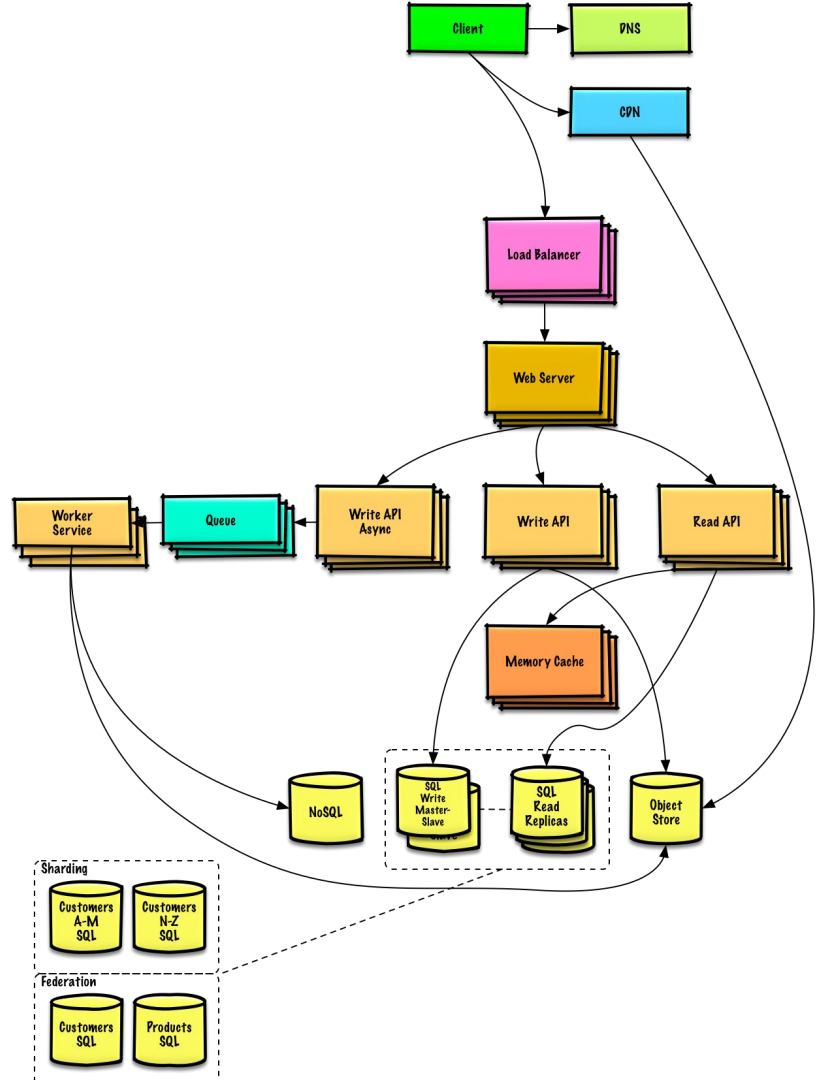 Client
DNS
CDN
Load Balancer
Web Server
Worker
Service
Queue
Write API
Async
Write API
Read API
Memory Cache
NoSQL
SQL
Write
Master-
Slave
Slave
SQL
Read
Replicas
Object
Store
Sharding
Customers
A-M
SQL
Customers
N-Z
SQL
Federation
Customers
SQL
Products
SQL